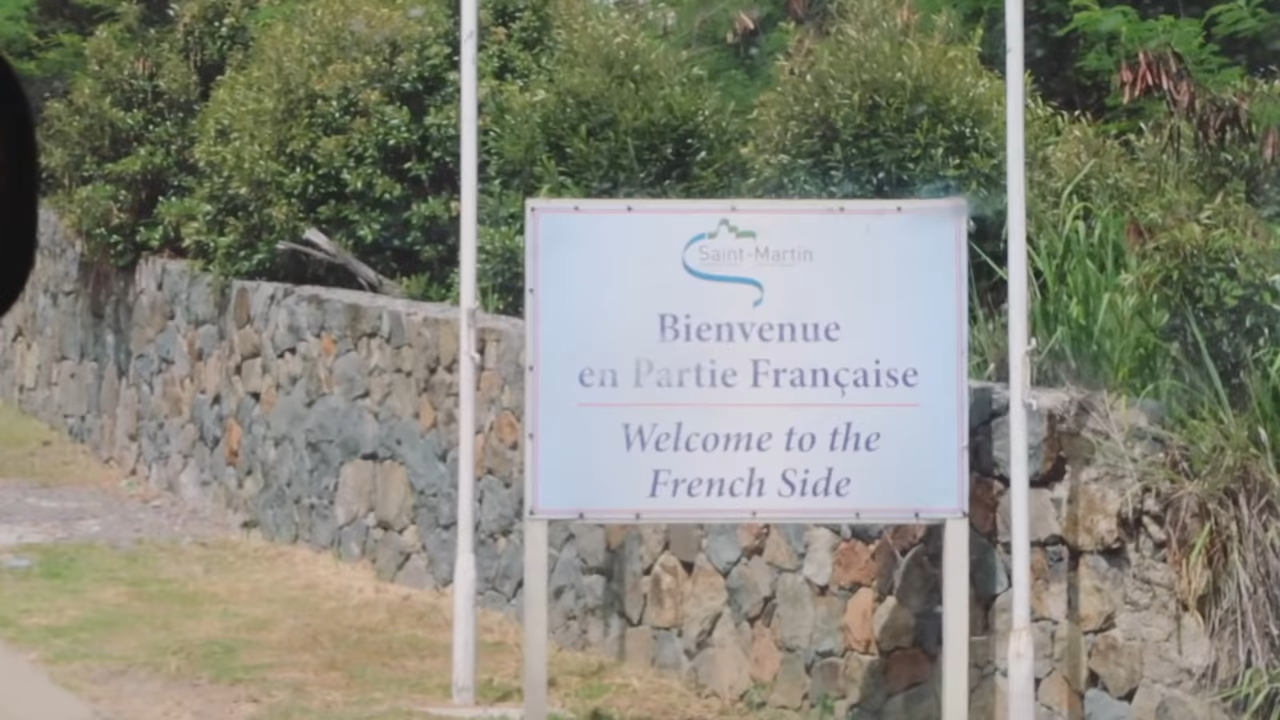 Saint-Martin
Bienvenue
en Partie Française
Welcome to the
French Side